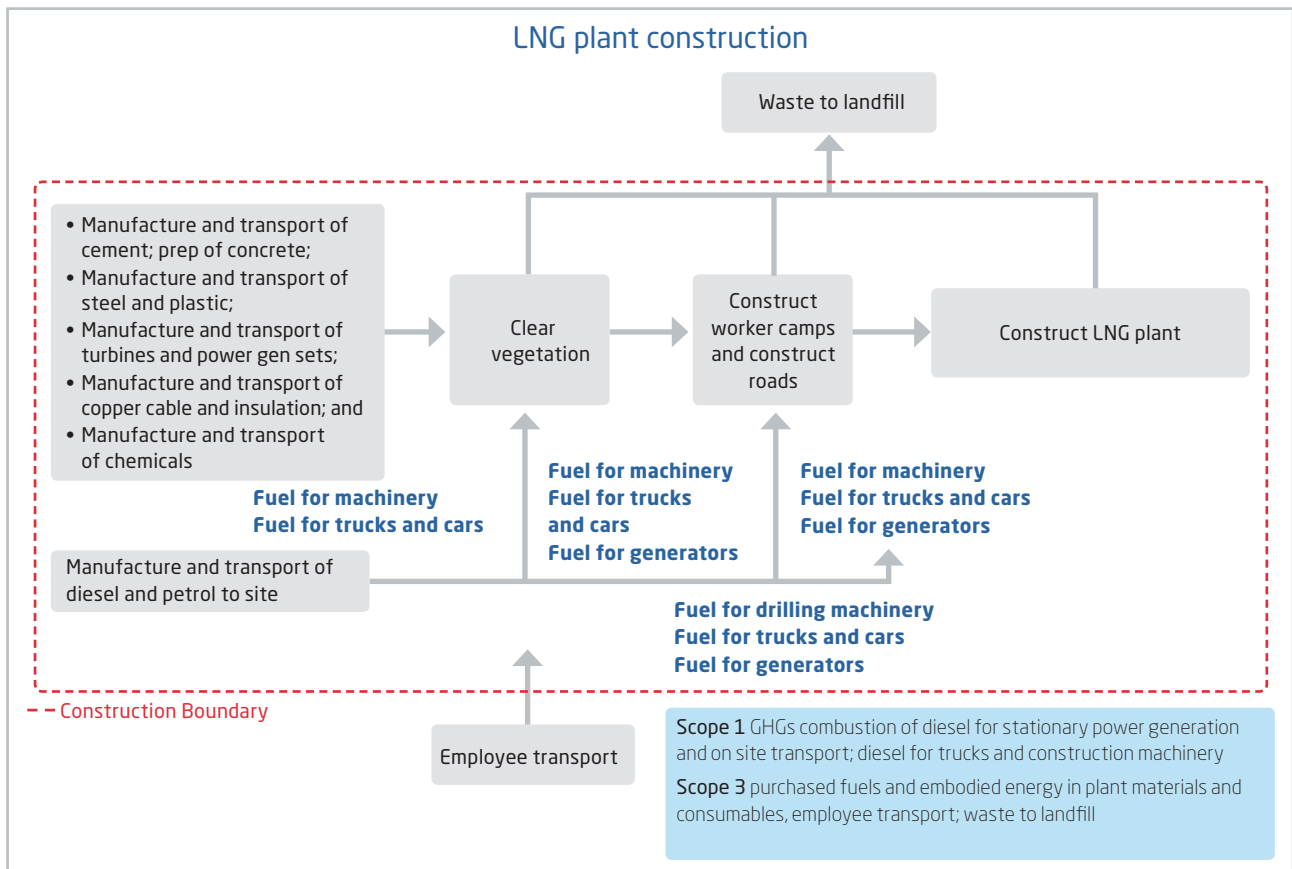 LNG plant construction
Waste to landfill
• Manufacture and transport of
cement; prep of concrete;
• Manufacture and transport of
steel and plastic;
• Manufacture and transport of
turbines and power gen sets;
• Manufacture and transport of
copper cable and insulation; and
• Manufacture and transport
of chemicals
Clear
vegetation
Construct
worker camps
and construct
roads
Construct LNG plant
Fuel for machinery
Fuel for trucks and cars
Fuel for machinery
Fuel for trucks
and cars
Fuel for generators
Fuel for machinery
Fuel for trucks and cars
Fuel for generators
Manufacture and transport of
diesel and petrol to site
Fuel for drilling machinery
Fuel for trucks and cars
Fuel for generators
Construction Boundary
Employee transport
Scope 1 GHGs combustion of diesel for stationary power generation
and on site transport; diesel for trucks and construction machinery
Scope 3 purchased fuels and embodied energy in plant materials and
consumables, employee transport; waste to landfill